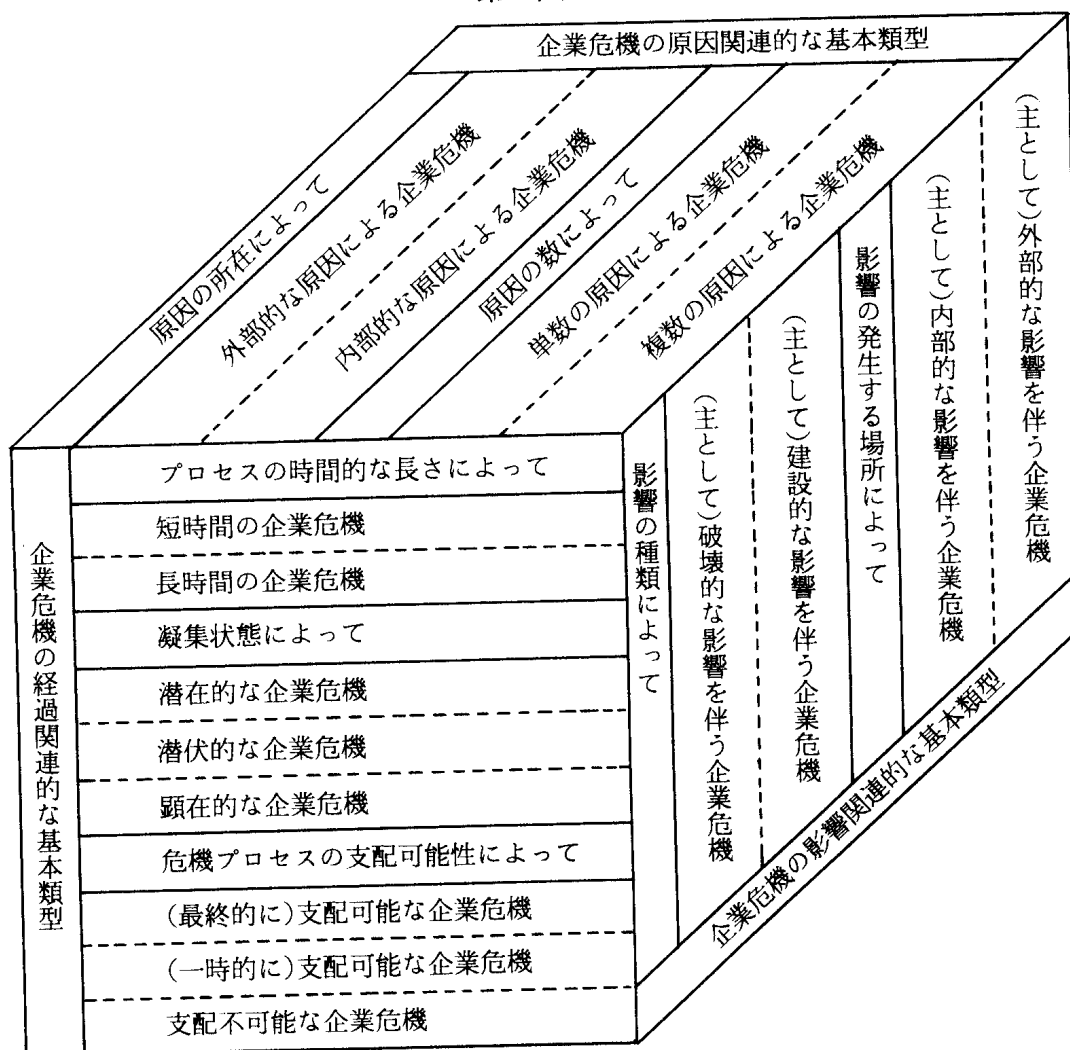 企業危機の原因関連的な基本類型
原因の所在によって
外部的な原因による企業危機
内部的な原因による企業危機
原因の数によって
単数の原因による企業危機
複数の原因による企業危機
企業危機の経過関連的な基本類型
プロセスの時間的な長さによって
短時間の企業危機
長時間の企業危機
凝集状態によって
潜在的な企業危機
潜伏的な企業危機
顕在的な企業危機
危機プロセスの支配可能性によって
(最終的に)支配可能な企業危機
(一時的に)支配可能な企業危機
支配不可能な企業危機
影響の種類によって
(主として)破壊的な影響を伴う企業危機
(主として)建設的な影響を伴う企業危機
影響の発生する場所によって
(主として)内部的な影響を伴う企業危機
(主として)外部的な影響を伴う企業危機
企業危機の影響関連的な基本類型